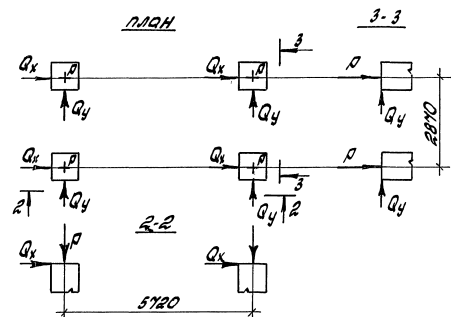 план
3-3
3
Qx P Qx P P
Qy Qy Qy
2870
Qx P Qx P P
3
2 Qy Qy 2 Qy
2-2
P
Qx Qx
5720